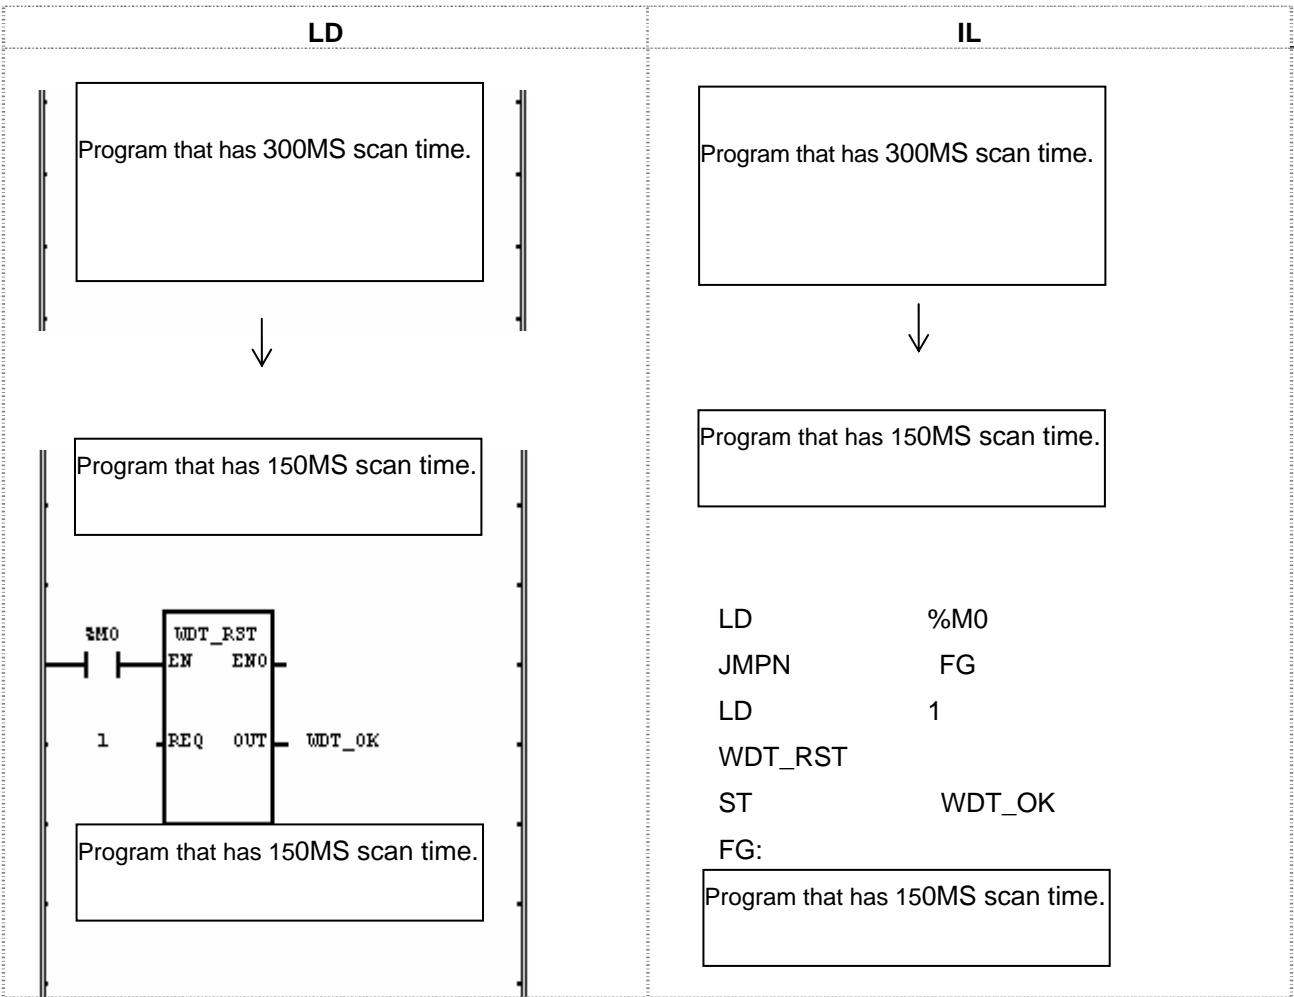 LD
Program that has 300MS scan time.
Program that has 150MS scan time.
%M0
WDT_RST
EN ENO
1 REQ OUT WDT_OK
Program that has 150MS scan time.
IL
Program that has 300MS scan time.
Program that has 150MS scan time.
LD %M0
JMPN FG
LD 1
WDT_RST
ST WDT_OK
FG:
Program that has 150MS scan time.